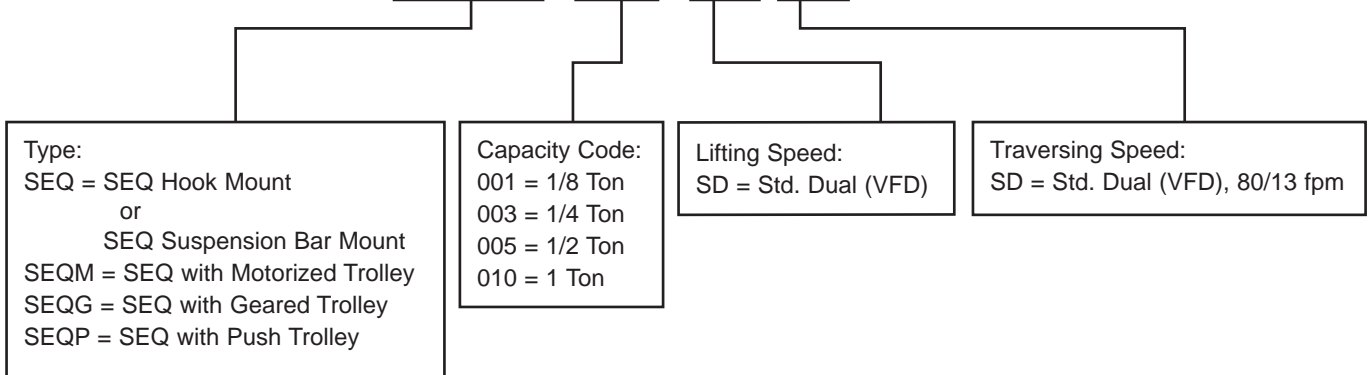 Type:
SEQ = SEQ Hook Mount
or
SEQ Suspension Bar Mount
SEQM = SEQ with Motorized Trolley
SEQG = SEQ with Geared Trolley
SEQP = SEQ with Push Trolley
Capacity Code:
001 = 1/8 Ton
003 = 1/4 Ton
005 = 1/2 Ton
010 = 1 Ton
Lifting Speed:
SD = Std. Dual (VFD)
Traversing Speed:
SD = Std. Dual (VFD), 80/13 fpm